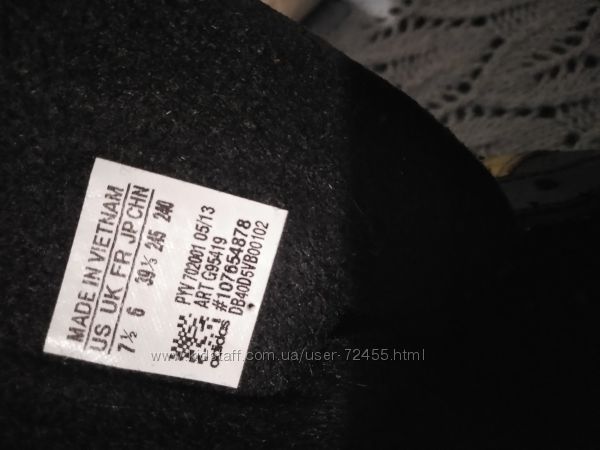 MADE IN VIETNAM
US UK FR JP CHN
7½ 6 39⅓ 245 240
PYV 702001 05/13
ART G95419
#107654878
DB40D5VB00102
adidas
www.kidstaff.com.ua/user-72455.html